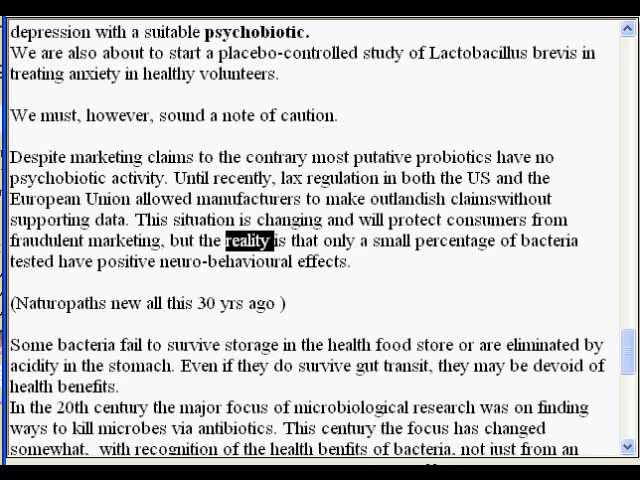 depression with a suitable psychobiotic.
We are also about to start a placebo-controlled study of Lactobacillus brevis in
treating anxiety in healthy volunteers.
We must, however, sound a note of caution.
Despite marketing claims to the contrary most putative probiotics have no
psychobiotic activity. Until recently, lax regulation in both the US and the
European Union allowed manufacturers to make outlandish claimswithout
supporting data. This situation is changing and will protect consumers from
fraudulent marketing, but the reality is that only a small percentage of bacteria
tested have positive neuro-behavioural effects.
(Naturopaths new all this 30 yrs ago )
Some bacteria fail to survive storage in the health food store or are eliminated by
acidity in the stomach. Even if they do survive gut transit, they may be devoid of
health benefits.
In the 20th century the major focus of microbiological research was on finding
ways to kill microbes via antibiotics. This century the focus has changed
somewhat, with recognition of the health benfits of bacteria, not just from an